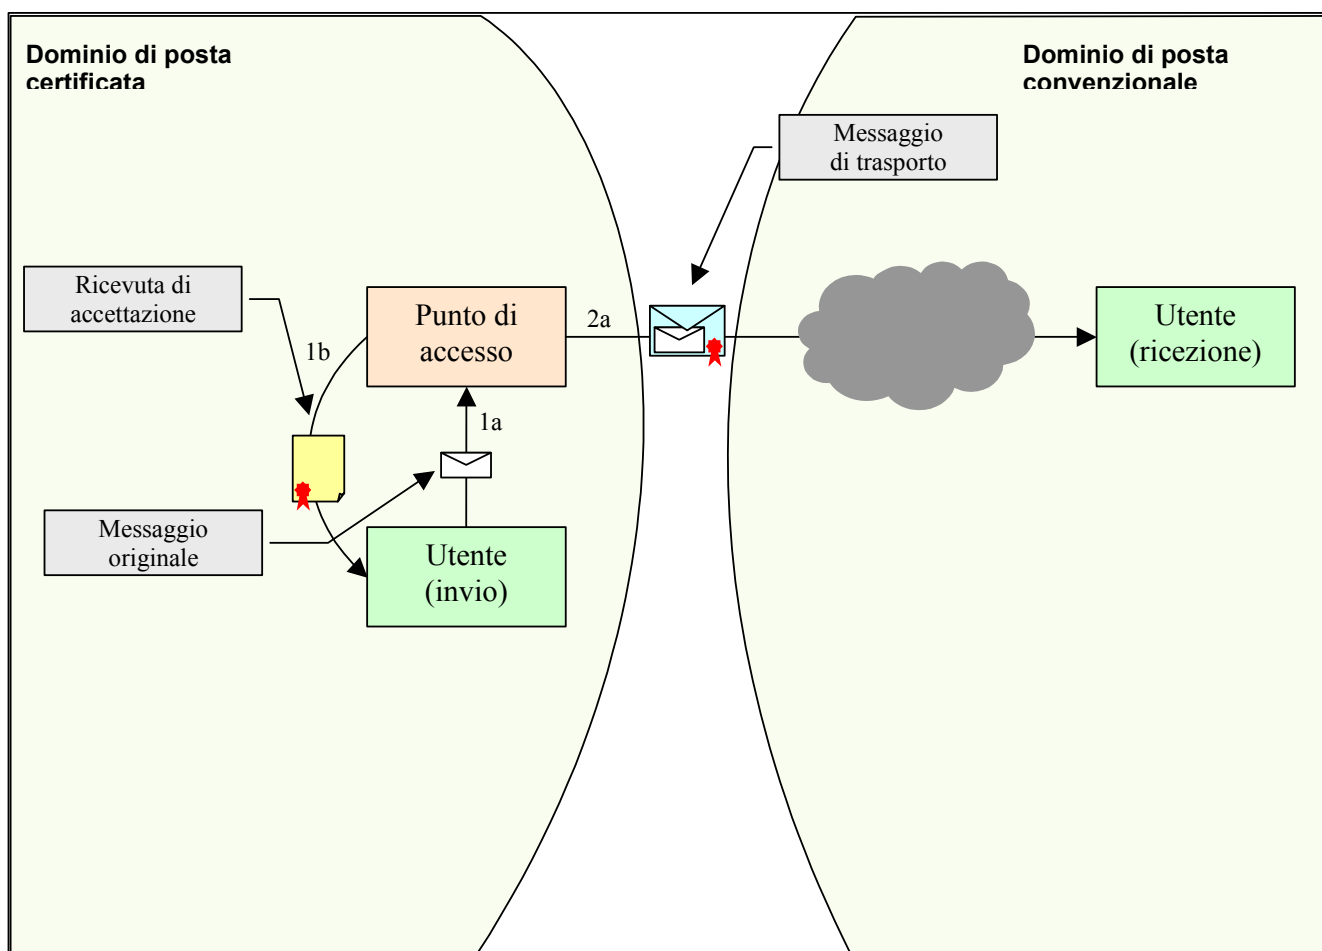 Dominio di posta
certificata
Dominio di posta
convenzionale
Messaggio
di trasporto
Ricevuta di
accettazione
Punto di
accesso
2a
Utente
(ricezione)
1b
1a
Messaggio
originale
Utente
(invio)